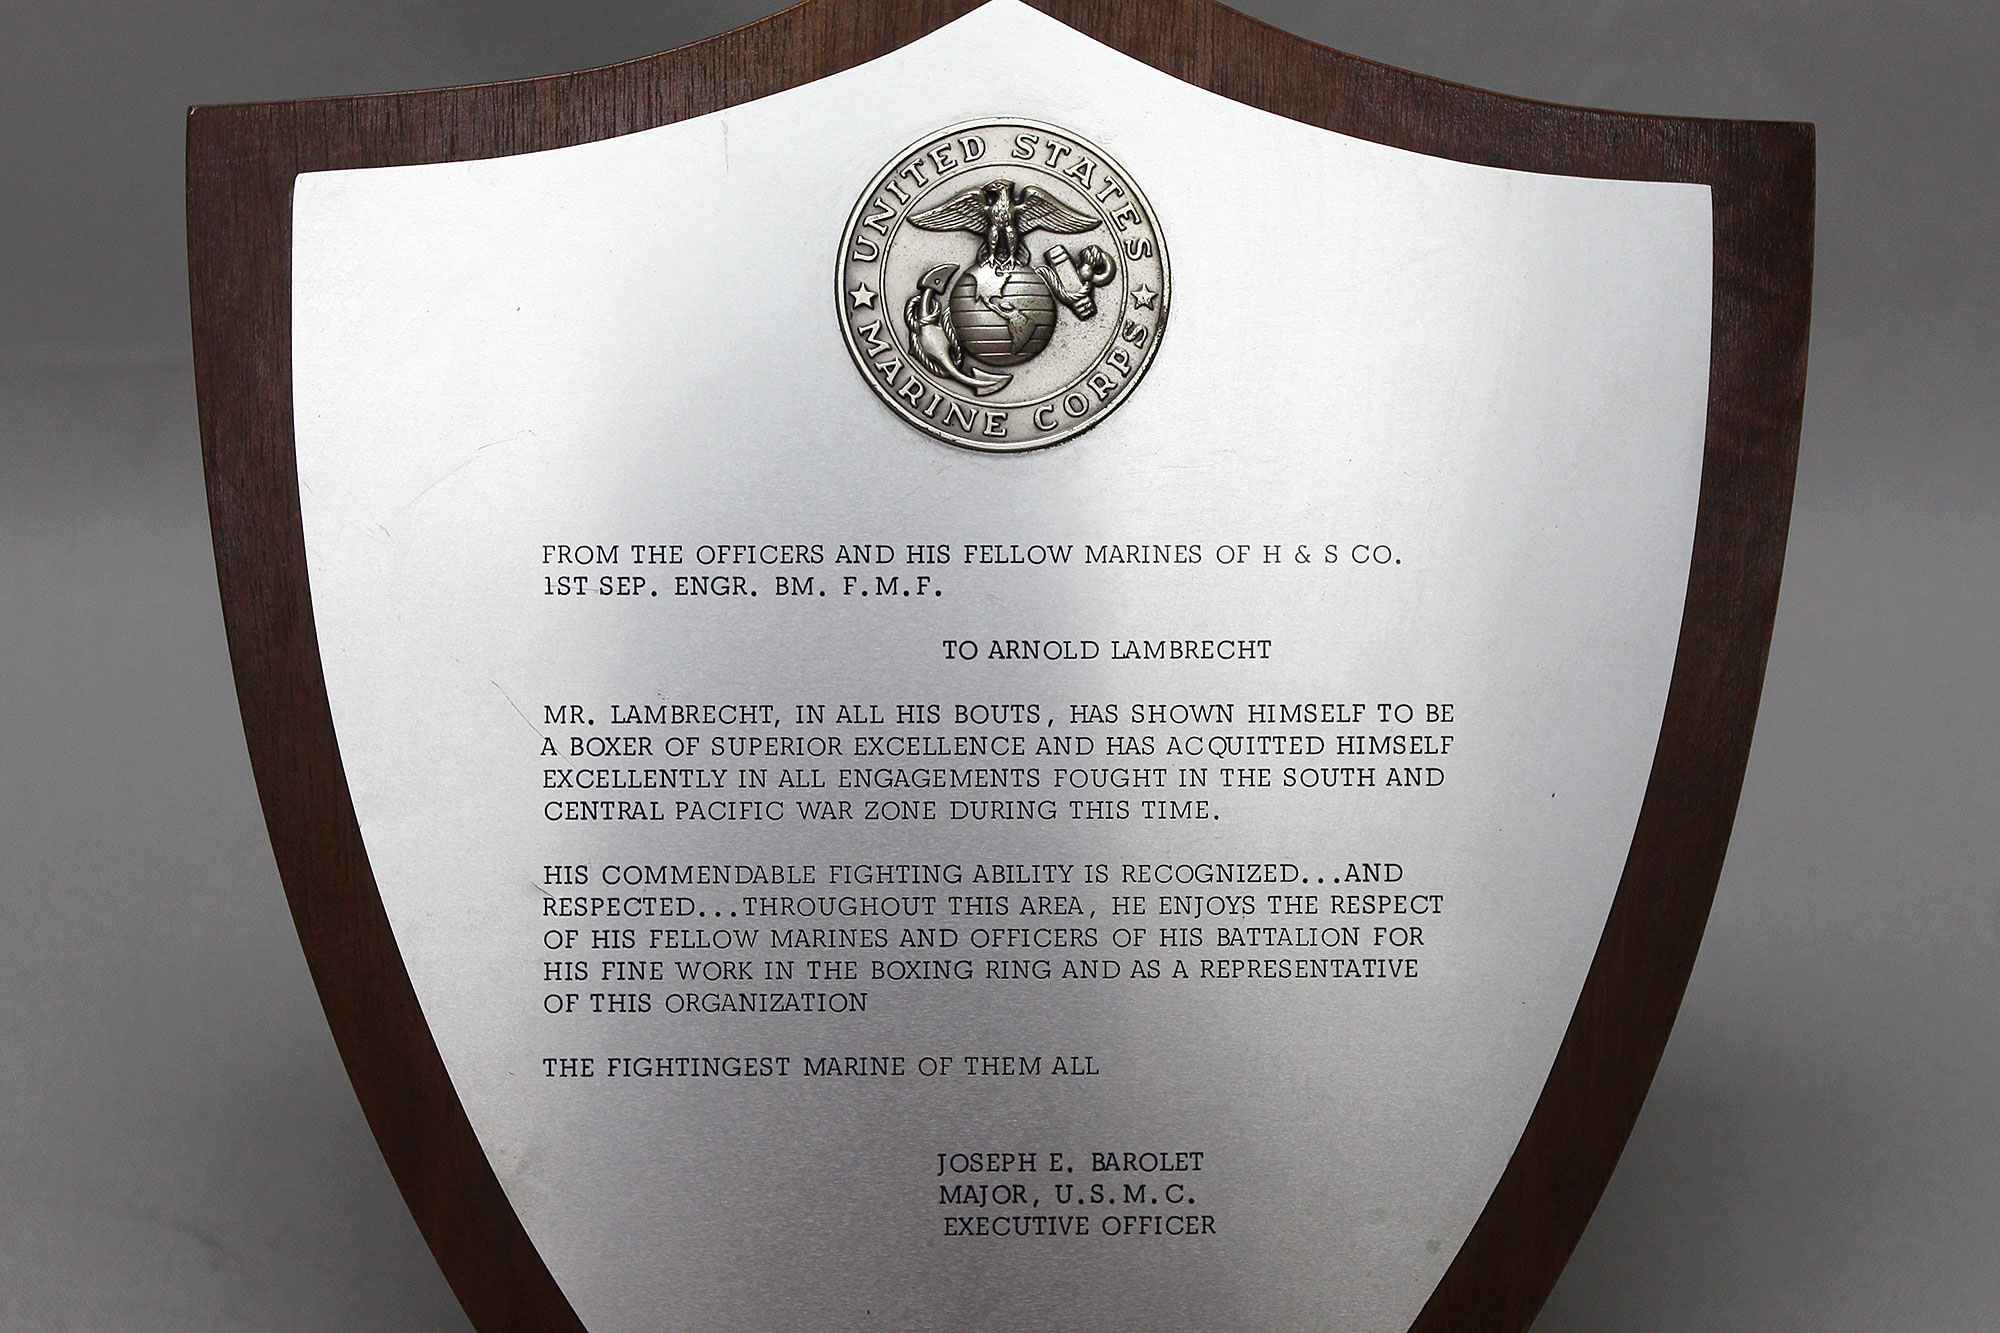 UNITED STATES
MARINE CORPS
FROM THE OFFICERS AND HIS FELLOW MARINES OF H & S CO.
1ST SEP. ENGR. BM. F.M.F.
TO ARNOLD LAMBRECHT
MR. LAMBRECHT, IN ALL HIS BOUTS, HAS SHOWN HIMSELF TO BE
A BOXER OF SUPERIOR EXCELLENCE AND HAS ACQUITTED HIMSELF
EXCELLENTLY IN ALL ENGAGEMENTS FOUGHT IN THE SOUTH AND
CENTRAL PACIFIC WAR ZONE DURING THIS TIME.
HIS COMMENDABLE FIGHTING ABILITY IS RECOGNIZED...AND
RESPECTED...THROUGHOUT THIS AREA, HE ENJOYS THE RESPECT
OF HIS FELLOW MARINES AND OFFICERS OF HIS BATTALION FOR
HIS FINE WORK IN THE BOXING RING AND AS A REPRESENTATIVE
OF THIS ORGANIZATION
THE FIGHTINGEST MARINE OF THEM ALL
JOSEPH E. BAROLET
MAJOR, U.S.M.C.
EXECUTIVE OFFICER